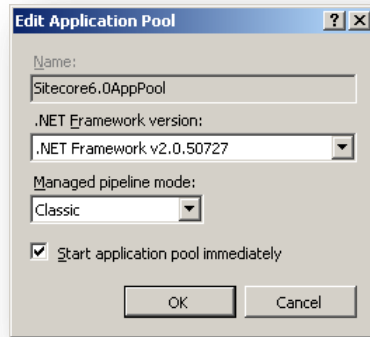 Edit Application Pool
Name:
Sitecore6.0AppPool
.NET Framework version:
.NET Framework v2.0.50727
Managed pipeline mode:
Classic
Start application pool immediately
OK Cancel